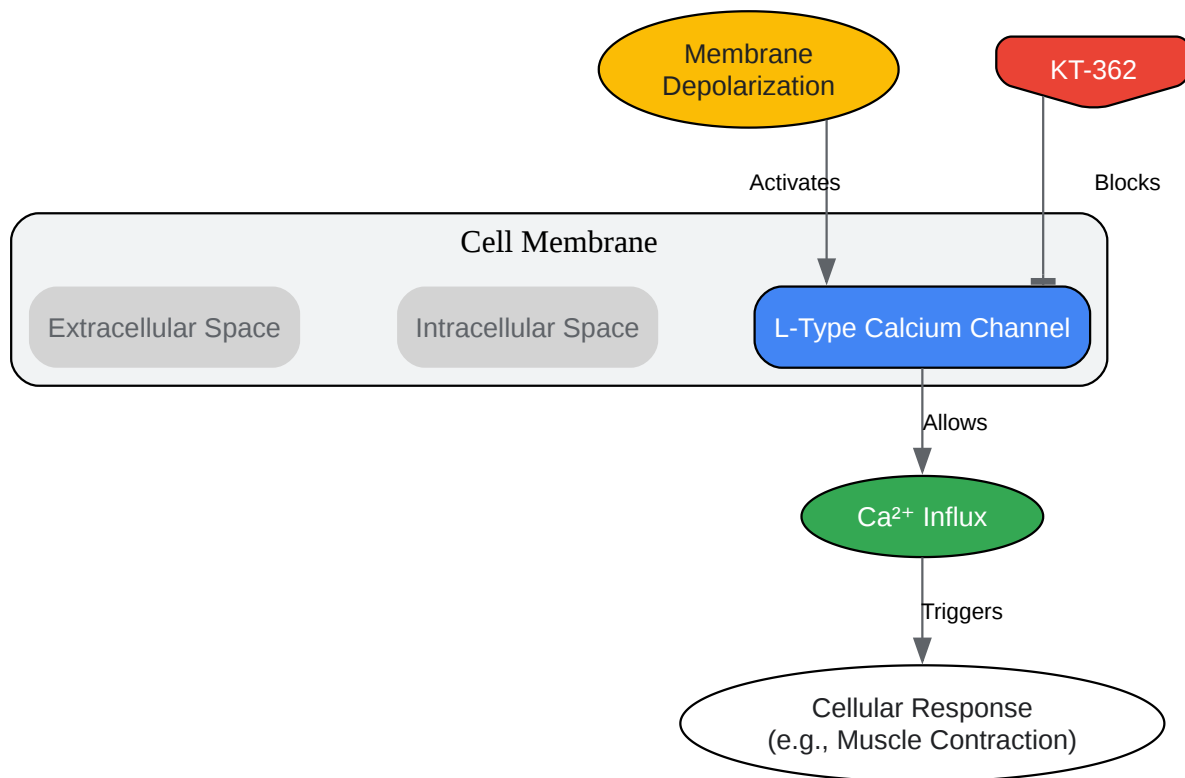 Membrane
Depolarization
KT-362
Activates
Blocks
Cell Membrane
Extracellular Space
Intracellular Space
L-Type Calcium Channel
Allows
Ca²⁺ Influx
Triggers
Cellular Response
(e.g., Muscle Contraction)